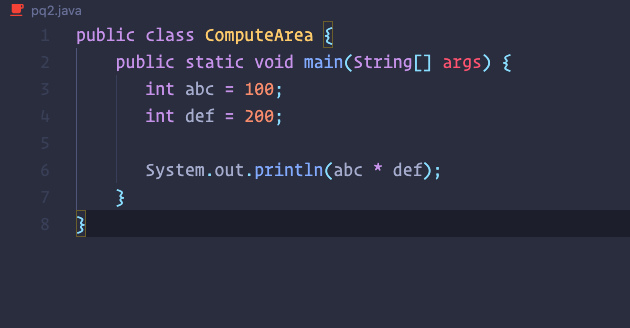 pq2.java
1 public class ComputeArea {
2     public static void main(String[] args) {
3        int abc = 100;
4        int def = 200;
5
6        System.out.println(abc * def);
7     }
8 }